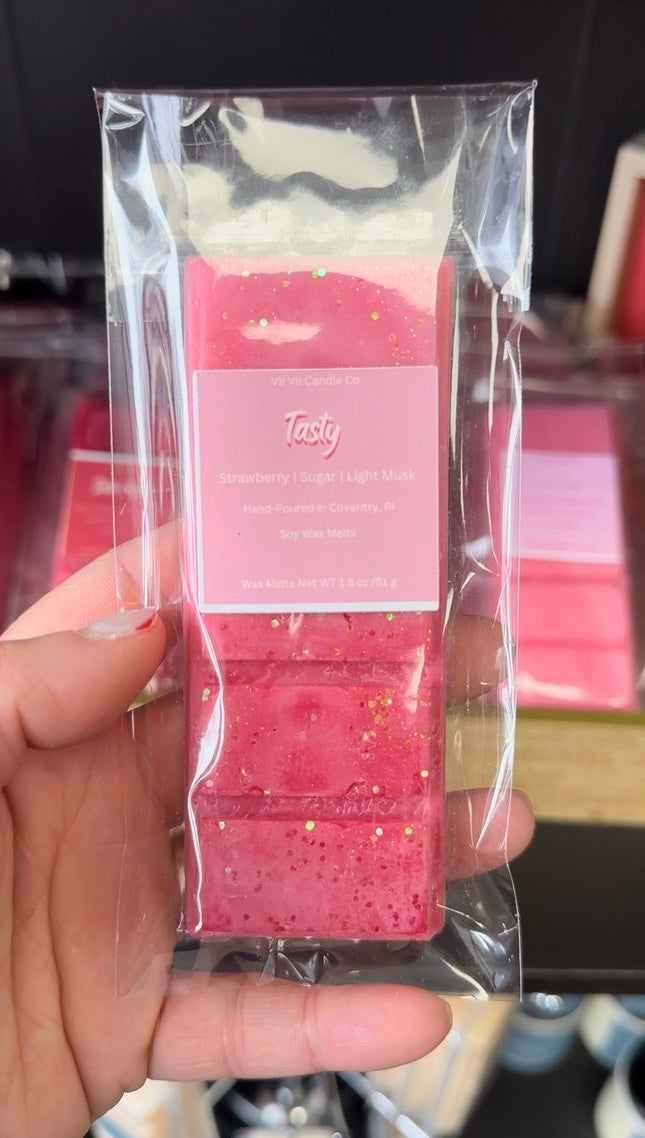 VII VII Candle Co
Tasty
Strawberry | Sugar | Light Musk
Hand-Poured in Coventry, RI
Soy Wax Melts
Wax Melts Net WT 1 8 oz /51 g